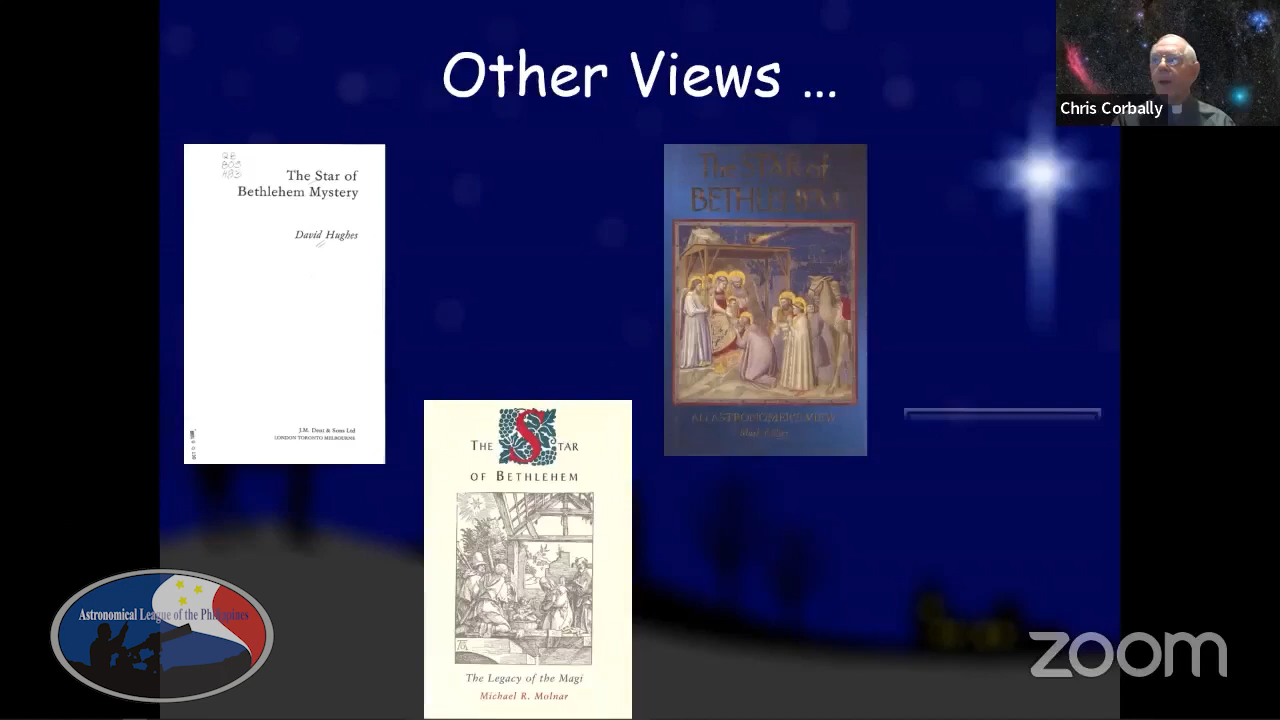 Other Views ...
Chris Corbally
QB
803
The Star of
Bethlehem Mystery
David Hughes
J.M. Dent & Sons Ltd
LONDON TORONTO MELBOURNE
The STAR of
BETHLEHEM
AN ASTRONOMER'S VIEW
THE STAR
OF BETHLEHEM
The Legacy of the Magi
Michael R. Molnar
Astronomical League of the Philippines
zoom